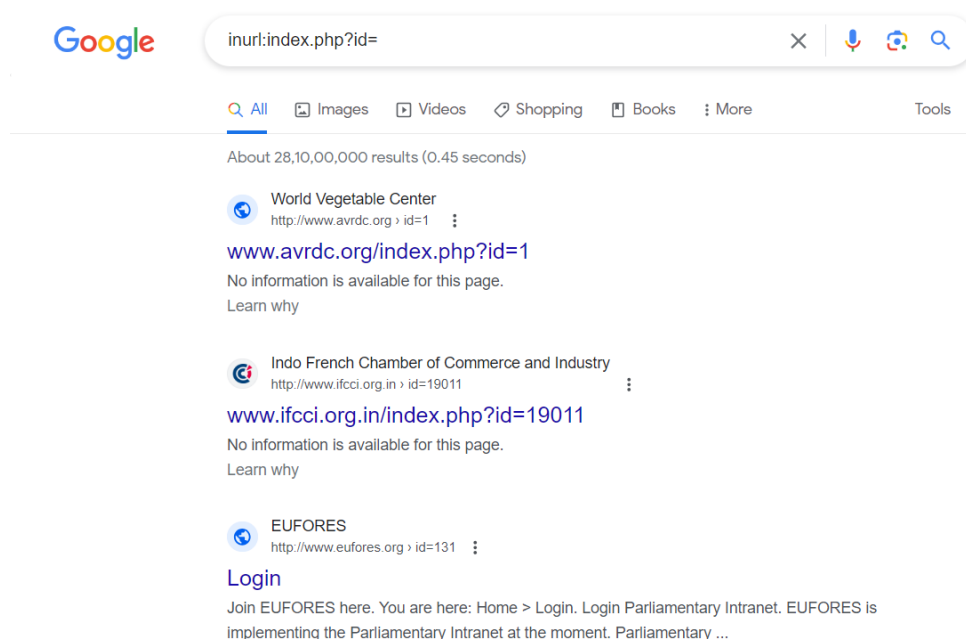 Google
inurl:index.php?id=
All Images Videos Shopping Books More Tools
About 28,10,00,000 results (0.45 seconds)
World Vegetable Center
http://www.avrdc.org › id=1
www.avrdc.org/index.php?id=1
No information is available for this page.
Learn why
Indo French Chamber of Commerce and Industry
http://www.ifcci.org.in › id=19011
www.ifcci.org.in/index.php?id=19011
No information is available for this page.
Learn why
EUFORES
http://www.eufores.org › id=131
Login
Join EUFORES here. You are here: Home > Login. Login Parliamentary Intranet. EUFORES is
implementing the Parliamentary Intranet at the moment. Parliamentary ...